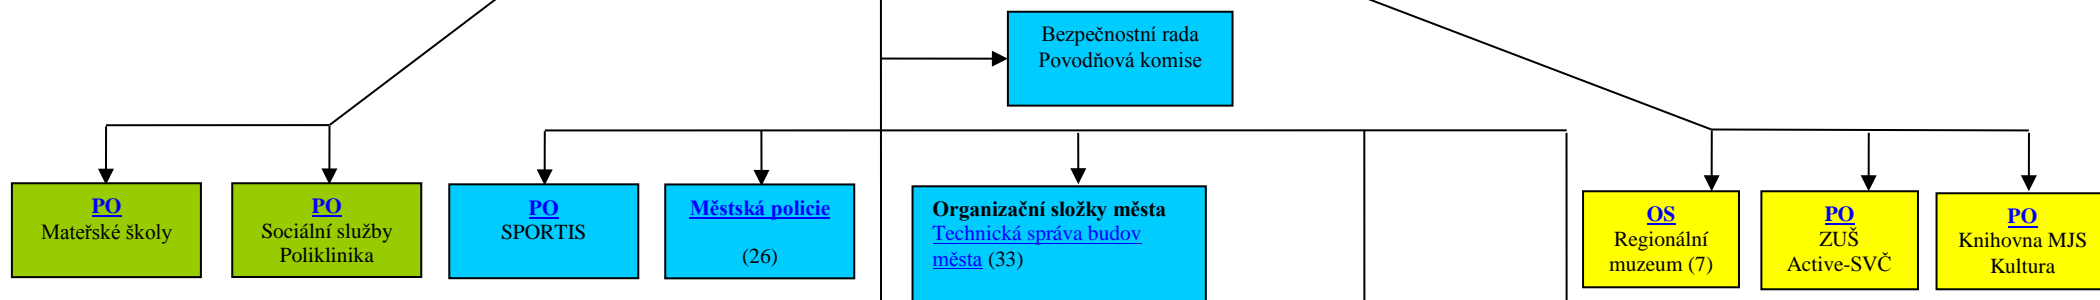 Bezpečnostní rada
Povodňová komise
PO
Mateřské školy
PO
Sociální služby
Poliklinika
PO
SPORTIS
Městská policie
(26)
Organizační složky města
Technická správa budov
města (33)
OS
Regionální
muzeum (7)
PO
ZUŠ
Active-SVČ
PO
Knihovna MJS
Kultura